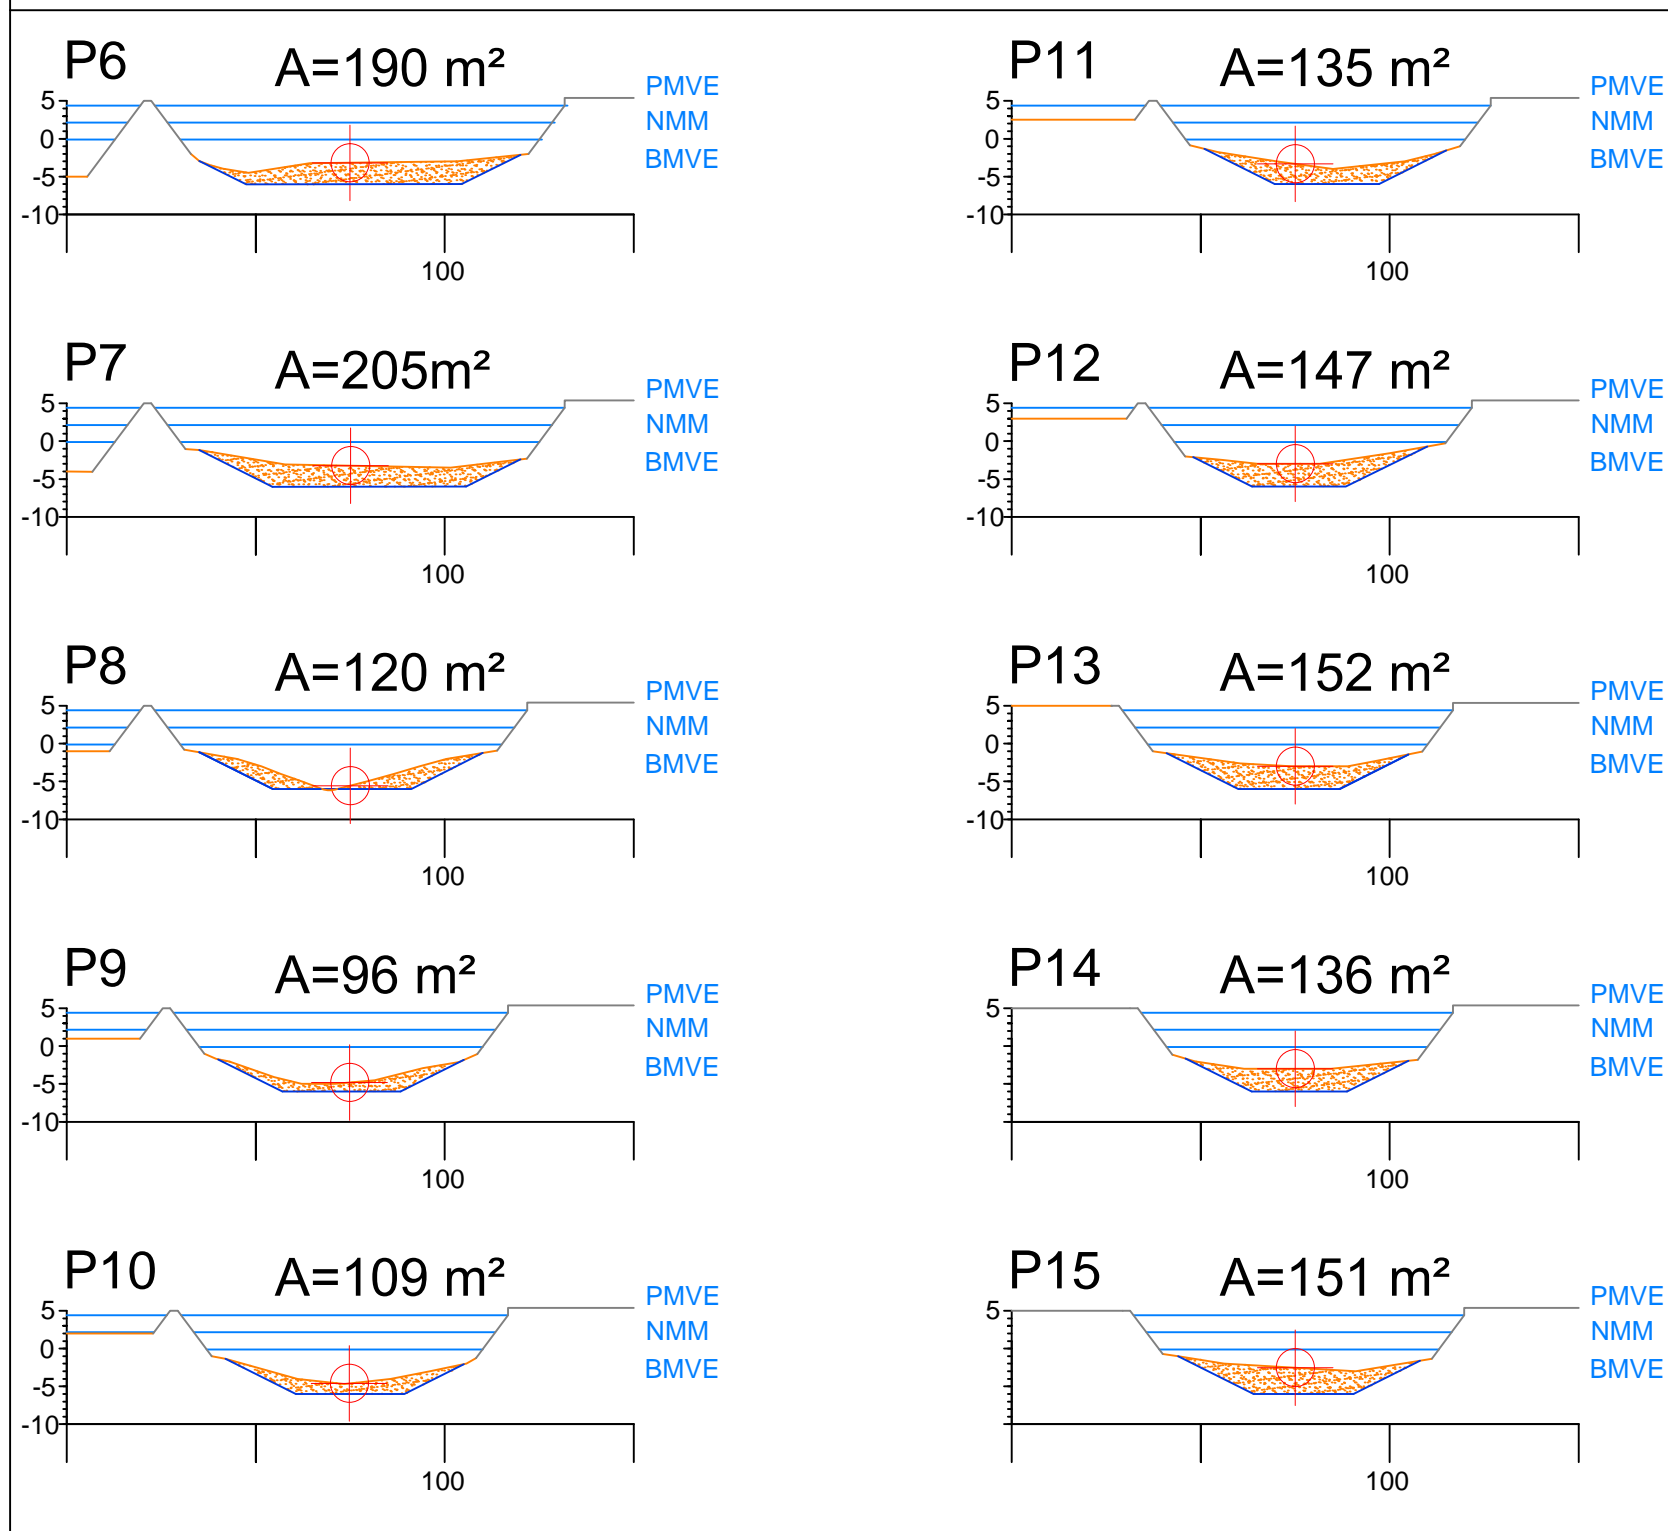 P6 A=190 m²
PMVE
5
NMM
0
BMVE
-5
-10
100
P11 A=135 m²
PMVE
5
NMM
0
BMVE
-5
-10
100
P7 A=205m²
PMVE
5
NMM
0
BMVE
-5
-10
100
P12 A=147 m²
PMVE
5
NMM
0
BMVE
-5
-10
100
P8 A=120 m²
PMVE
5
NMM
0
BMVE
-5
-10
100
P13 A=152 m²
PMVE
5
NMM
0
BMVE
-5
-10
100
P9 A=96 m²
PMVE
5
NMM
0
BMVE
-5
-10
100
P14 A=136 m²
PMVE
5
NMM
BMVE
100
P10 A=109 m²
PMVE
5
NMM
0
BMVE
-5
-10
100
P15 A=151 m²
PMVE
5
NMM
BMVE
100